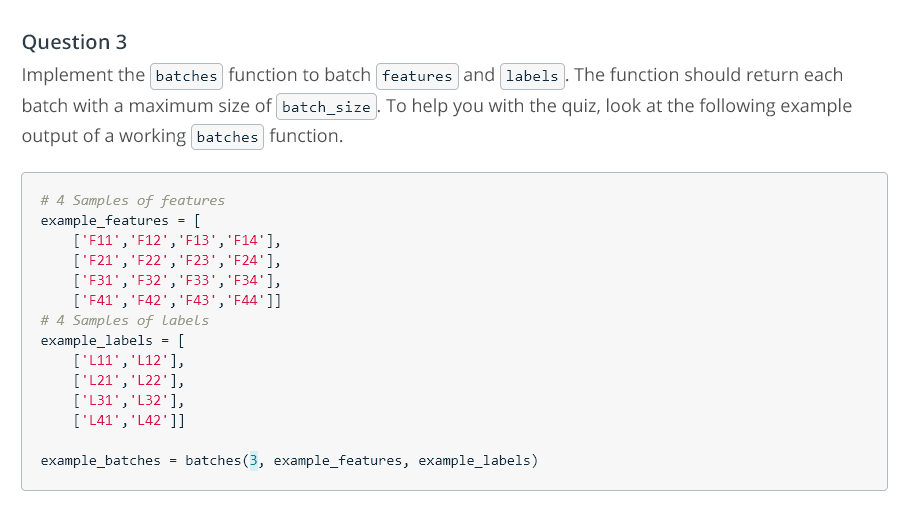 Question 3
Implement the batches function to batch features and labels. The function should return each
batch with a maximum size of batch_size. To help you with the quiz, look at the following example
output of a working batches function.
# 4 Samples of features
example_features = [
    ['F11','F12','F13','F14'],
    ['F21','F22','F23','F24'],
    ['F31','F32','F33','F34'],
    ['F41','F42','F43','F44']]
# 4 Samples of labels
example_labels = [
    ['L11','L12'],
    ['L21','L22'],
    ['L31','L32'],
    ['L41','L42']]
example_batches = batches(3, example_features, example_labels)